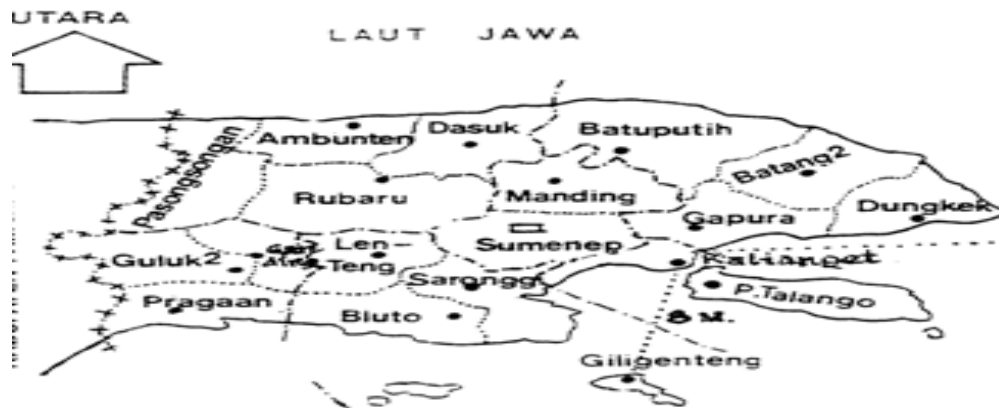 UTARA
LAUT JAWA
Ambunten
Dasuk
Batuputih
Pasongsongan
Batang2
Rubaru
Manding
Dungkek
Gapura
Guluk2
Len-
Teng
Sumenep
Kalianget
Saronggi
P.Talango
Pragaan
Bluto
Giligenteng